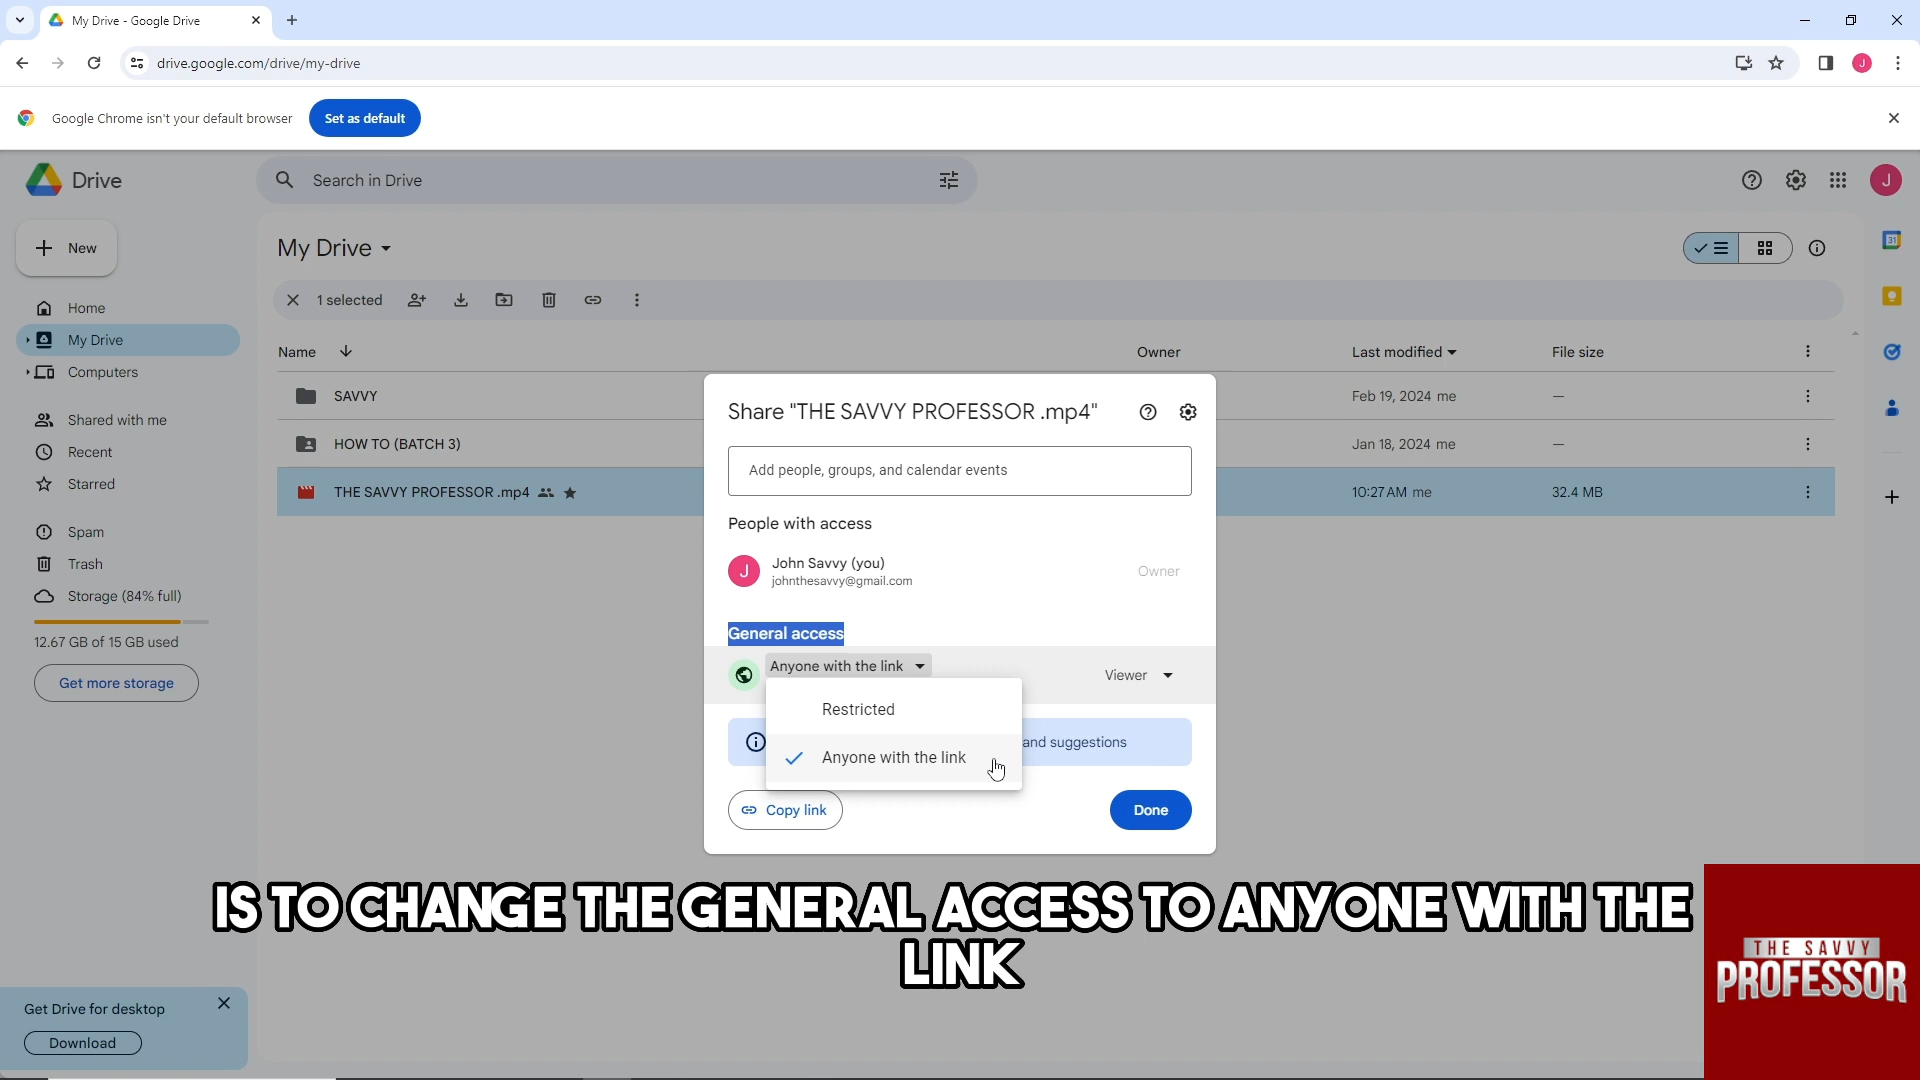 My Drive - Google Drive
drive.google.com/drive/my-drive
J
Google Chrome isn't your default browser
Set as default
Drive
Search in Drive
J
New
My Drive
31
1 selected
Home
My Drive
Computers
Shared with me
Recent
Starred
Spam
Trash
Storage (84% full)
12.67 GB of 15 GB used
Get more storage
Name
Owner
Last modified
File size
SAVVY
Feb 19, 2024 me
—
HOW TO (BATCH 3)
Jan 18, 2024 me
—
THE SAVVY PROFESSOR .mp4
10:27 AM me
32.4 MB
Share "THE SAVVY PROFESSOR .mp4"
Add people, groups, and calendar events
People with access
J
John Savvy (you)
johnthesavvy@gmail.com
Owner
General access
Anyone with the link
Viewer
Restricted
Anyone with the link
and suggestions
Copy link
Done
IS TO CHANGE THE GENERAL ACCESS TO ANYONE WITH THE
LINK
Get Drive for desktop
Download
THE SAVVY
PROFESSOR